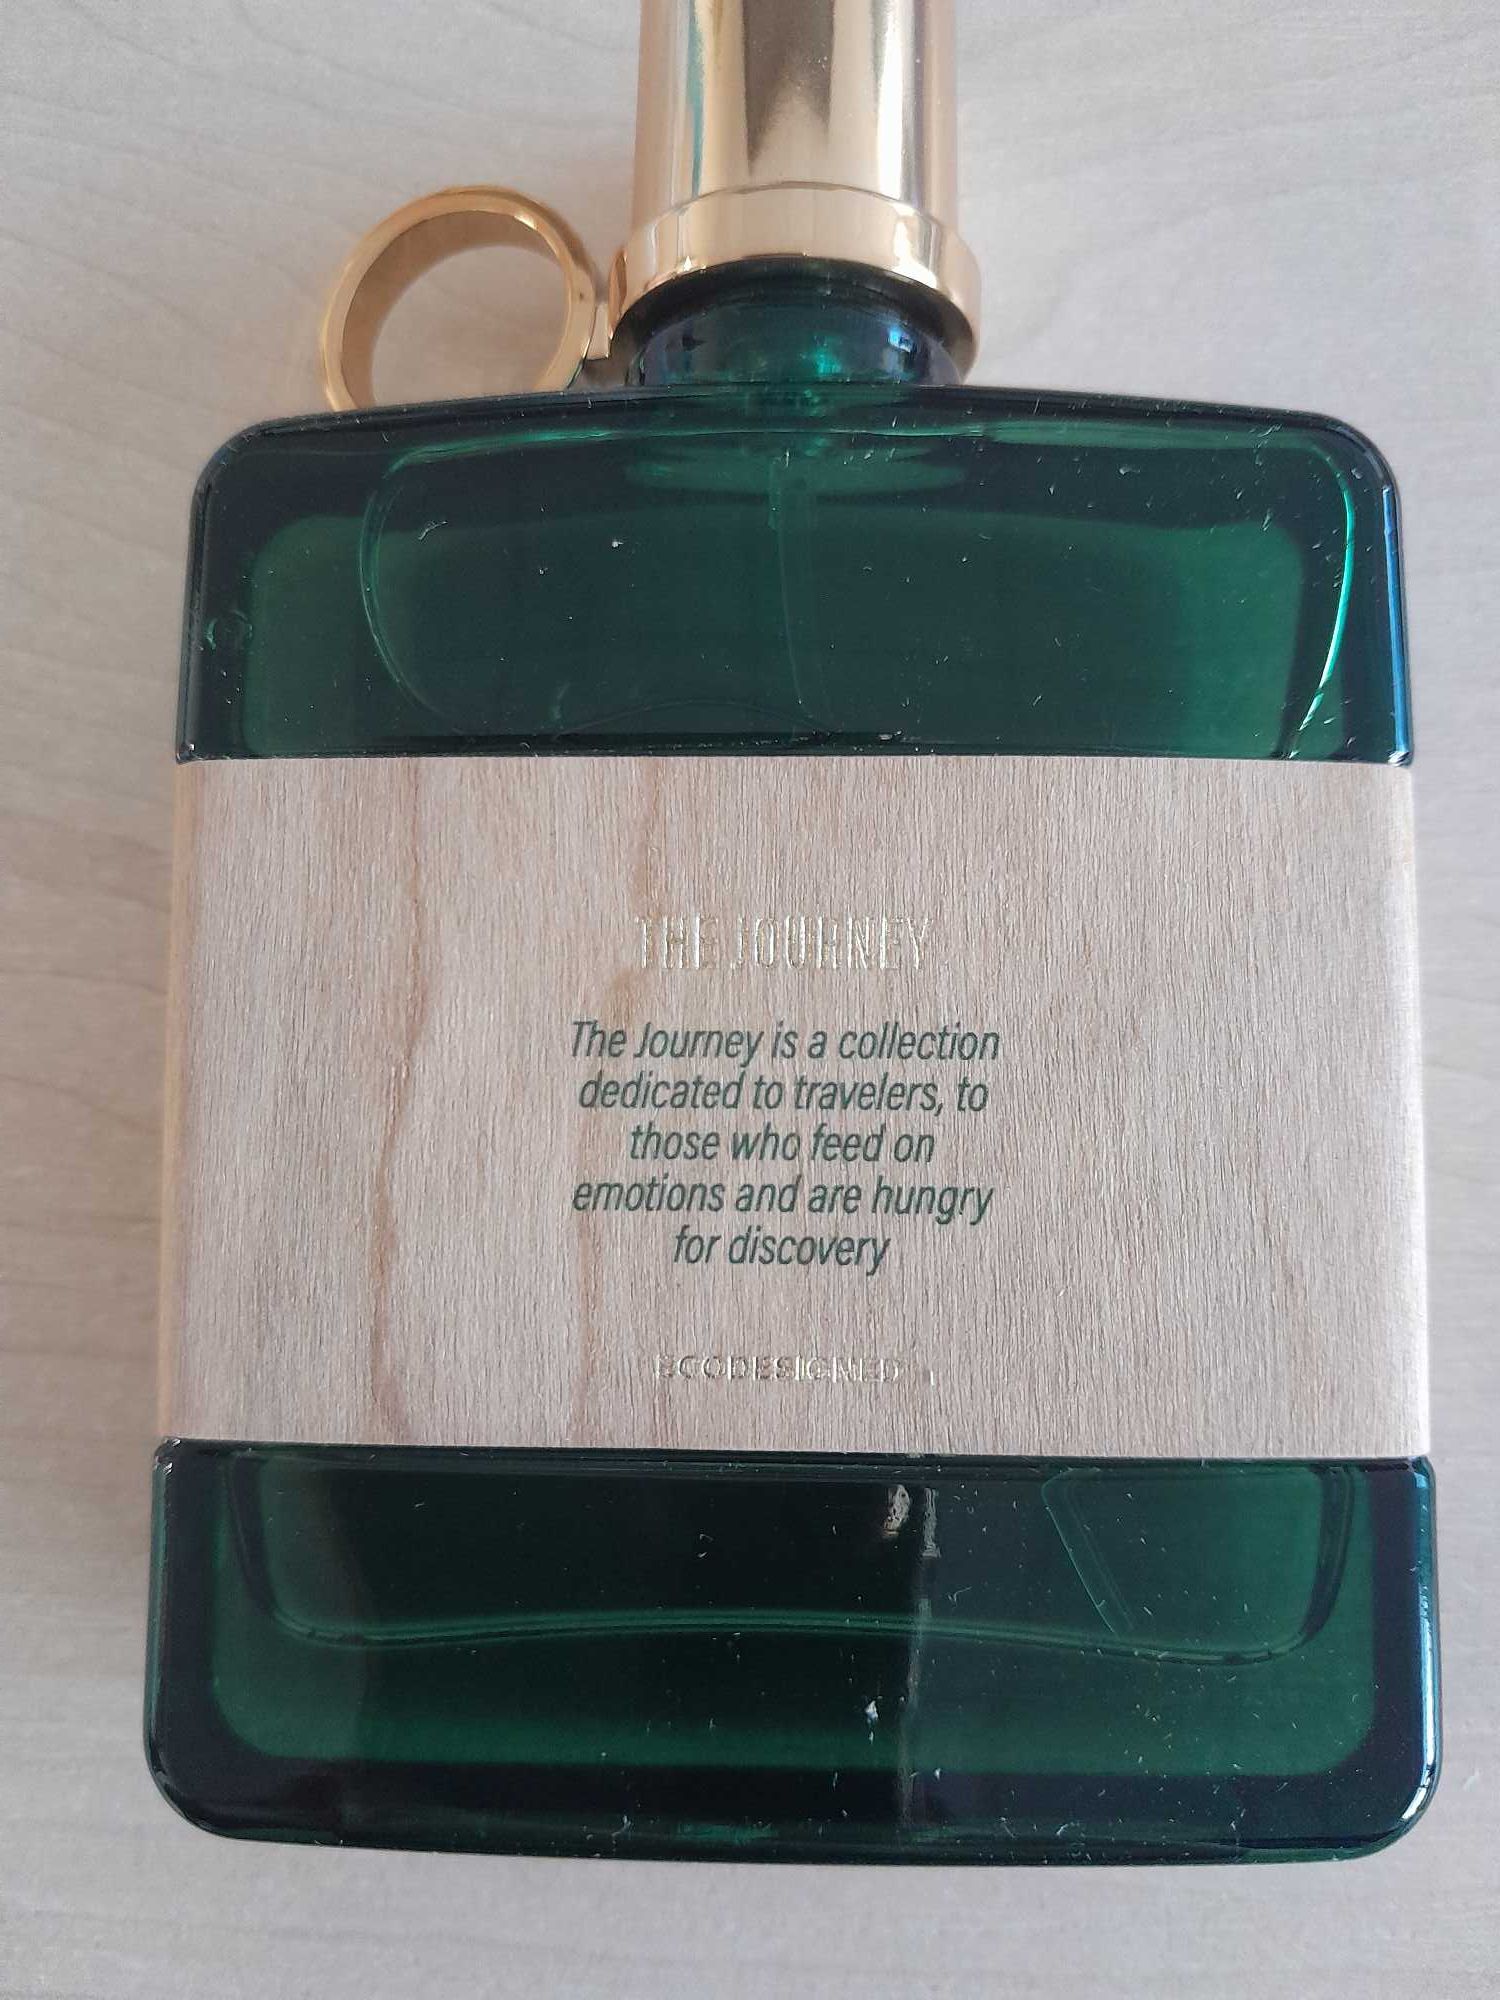 THE JOURNEY
The Journey is a collection
dedicated to travelers, to
those who feed on
emotions and are hungry
for discovery
ECODESIGNED